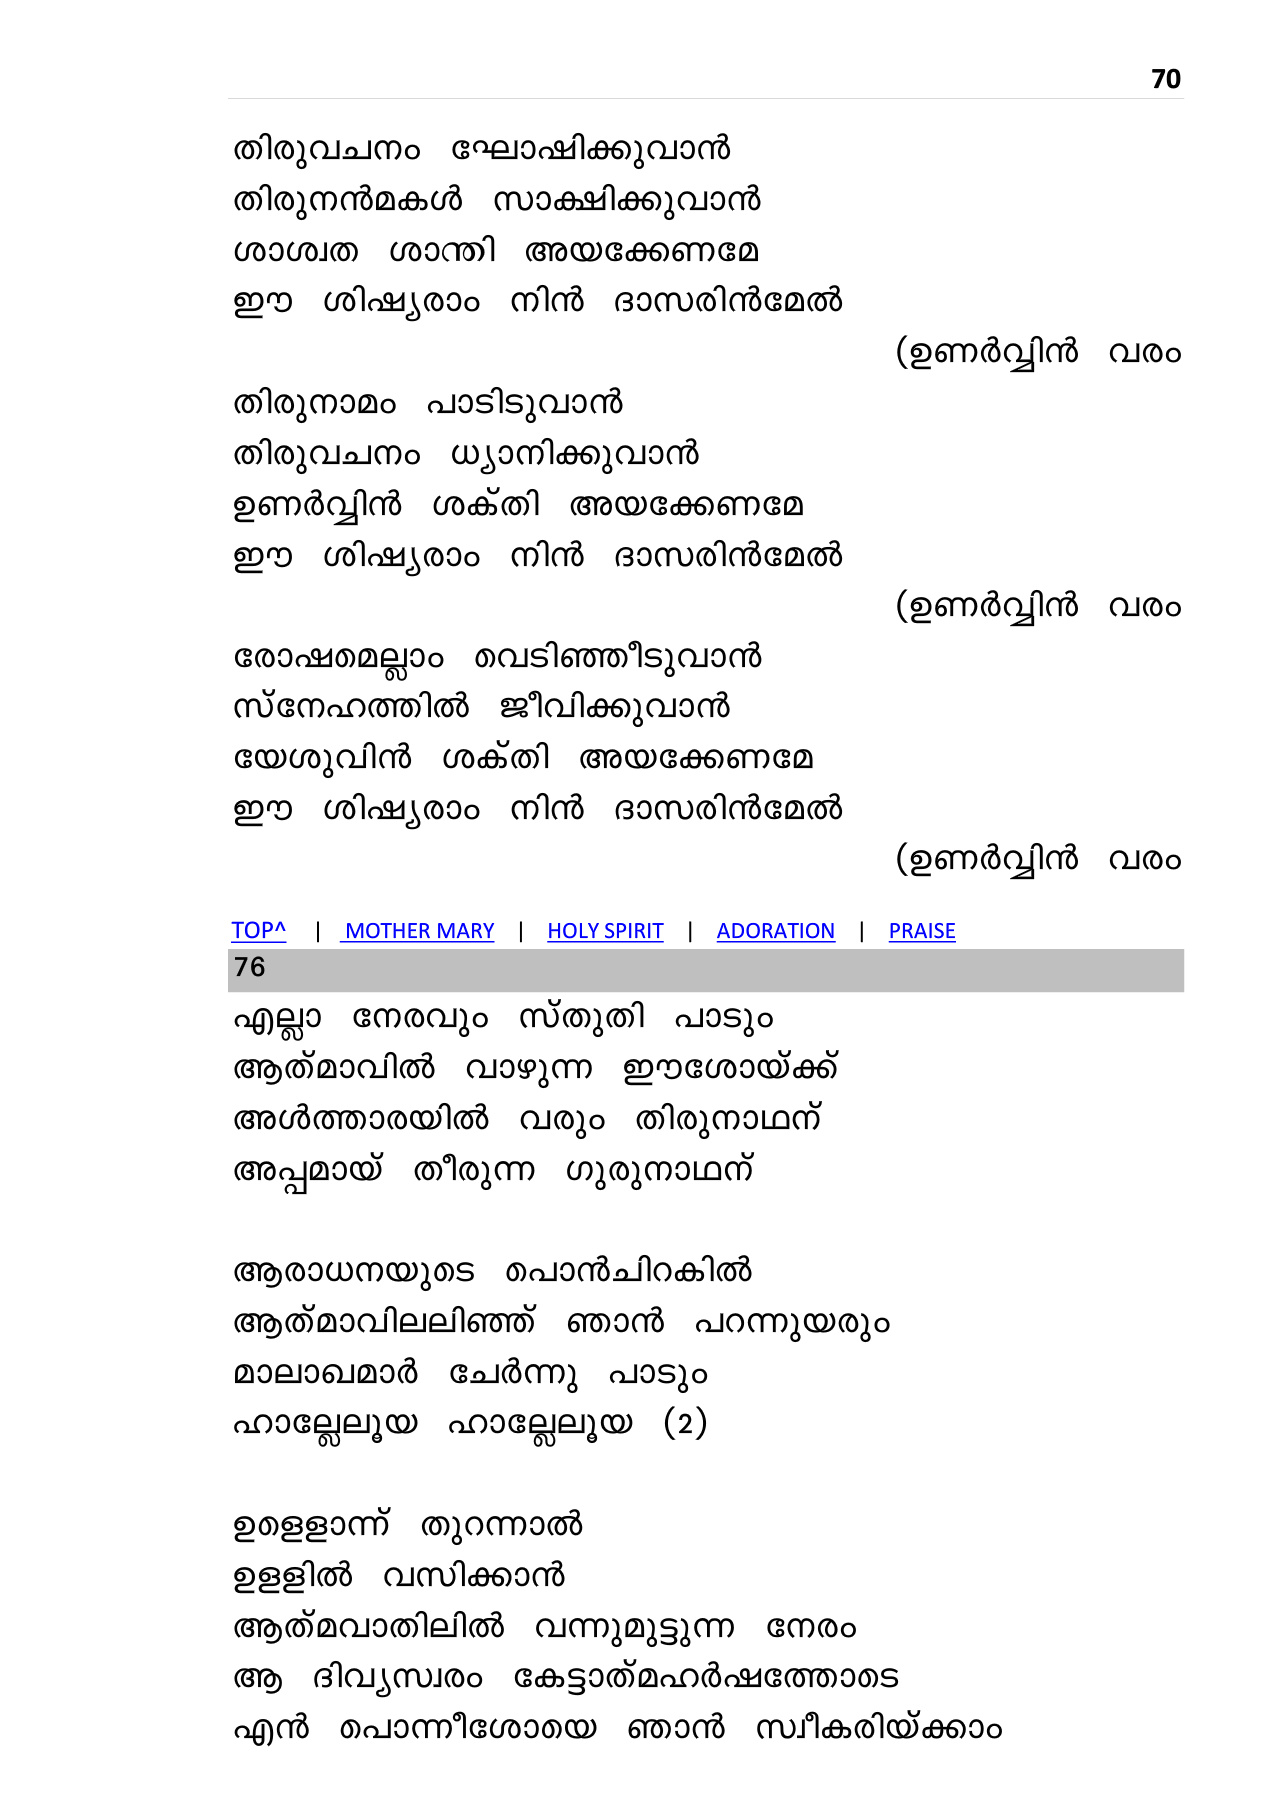 70
തിരുവചനം ഘോഷിക്കുവാൻ
തിരുനൻമകൾ സാക്ഷിക്കുവാൻ
ശാശ്വത ശാന്തി അയക്കേണമേ
ഈ ശിഷ്യരാം നിൻ ദാസരിൻമേൽ
(ഉണർവ്വിൻ വരം
തിരുനാമം പാടിടുവാൻ
തിരുവചനം ധ്യാനിക്കുവാൻ
ഉണർവ്വിൻ ശക്തി അയക്കേണമേ
ഈ ശിഷ്യരാം നിൻ ദാസരിൻമേൽ
(ഉണർവ്വിൻ വരം
രോഷമെല്ലാം വെടിഞ്ഞീടുവാൻ
സ്നേഹത്തിൽ ജീവിക്കുവാൻ
യേശുവിൻ ശക്തി അയക്കേണമേ
ഈ ശിഷ്യരാം നിൻ ദാസരിൻമേൽ
(ഉണർവ്വിൻ വരം
TOP^ | MOTHER MARY | HOLY SPIRIT | ADORATION | PRAISE
76
എല്ലാ നേരവും സ്തുതി പാടും
ആത്മാവിൽ വാഴുന്ന ഈശോയ്ക്ക്
അൾത്താരയിൽ വരും തിരുനാഥന്
അപ്പമായ് തീരുന്ന ഗുരുനാഥന്
ആരാധനയുടെ പൊൻചിറകിൽ
ആത്മാവിലലിഞ്ഞ് ഞാൻ പറന്നുയരും
മാലാഖമാർ ചേർന്നു പാടും
ഹാല്ലേലൂയ ഹാല്ലേലൂയ (2)
ഉളെളാന്ന് തുറന്നാൽ
ഉളളിൽ വസിക്കാൻ
ആത്മവാതിലിൽ വന്നുമുട്ടുന്ന നേരം
ആ ദിവ്യസ്വരം കേട്ടാത്മഹർഷത്തോടെ
എൻ പൊന്നീശോയെ ഞാൻ സ്വീകരിയ്ക്കാം